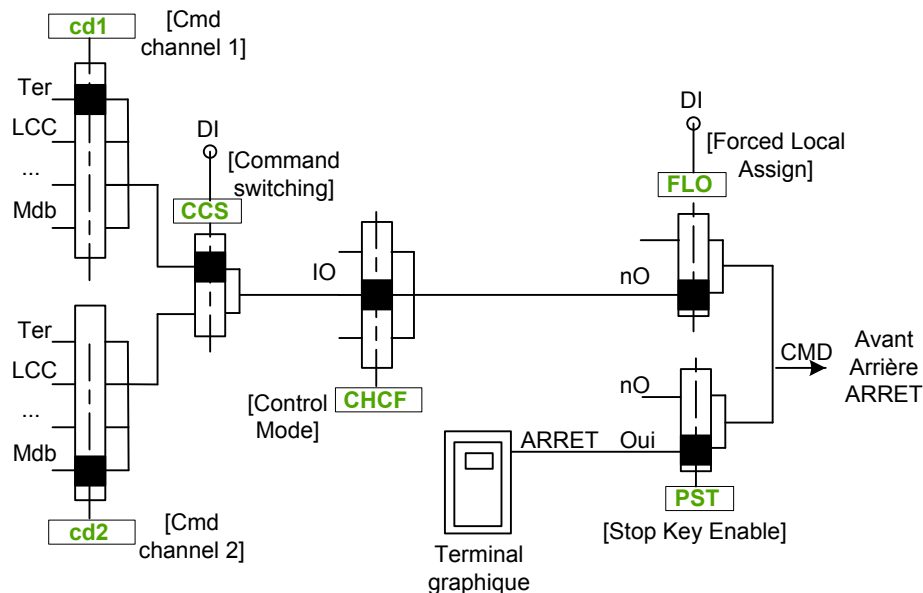 cd1
[Cmd
channel 1]
Ter
LCC
...
Mdb
DI
[Command
switching]
CCS
IO
[Control
Mode]
CHCF
DI
[Forced Local
Assign]
FLO
nO
CMD
Avant
Arrière
ARRET
Ter
LCC
...
Mdb
cd2
[Cmd
channel 2]
nO
ARRET
Oui
PST
[Stop Key Enable]
Terminal
graphique